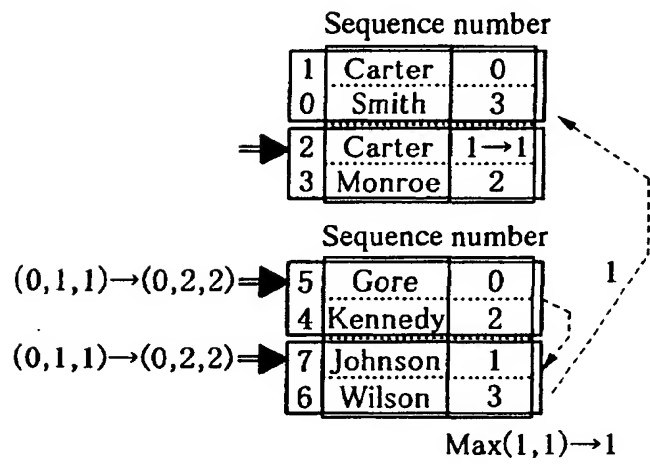 Sequence number
1 Carter 0
0 Smith 3
2 Carter 1→1
3 Monroe 2
Sequence number
(0,1,1)→(0,2,2) 5 Gore 0
1
4 Kennedy 2
(0,1,1)→(0,2,2) 7 Johnson 1
6 Wilson 3
Max(1,1)→1